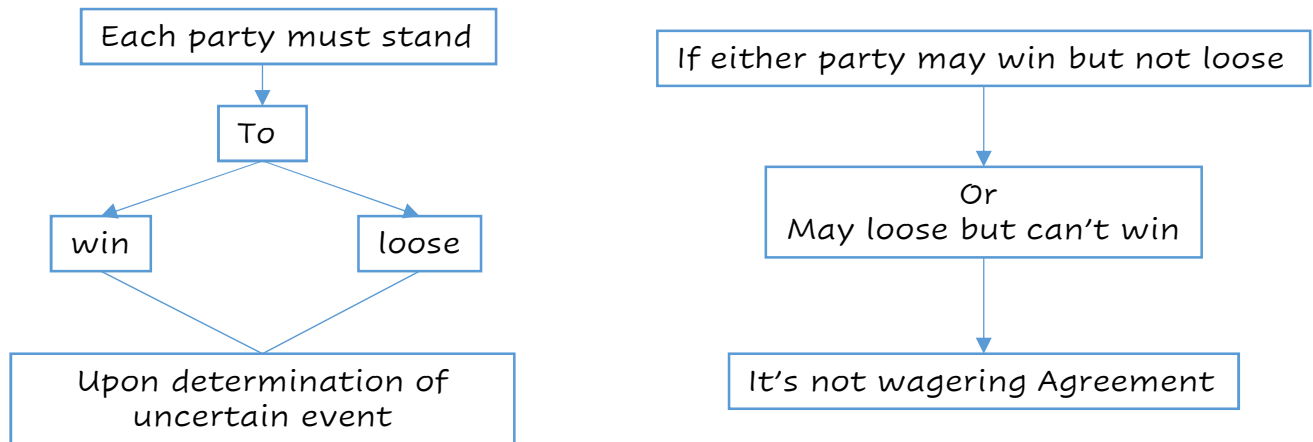 Each party must stand
To
win
loose
Upon determination of
uncertain event
If either party may win but not loose
Or
May loose but can't win
It's not wagering Agreement